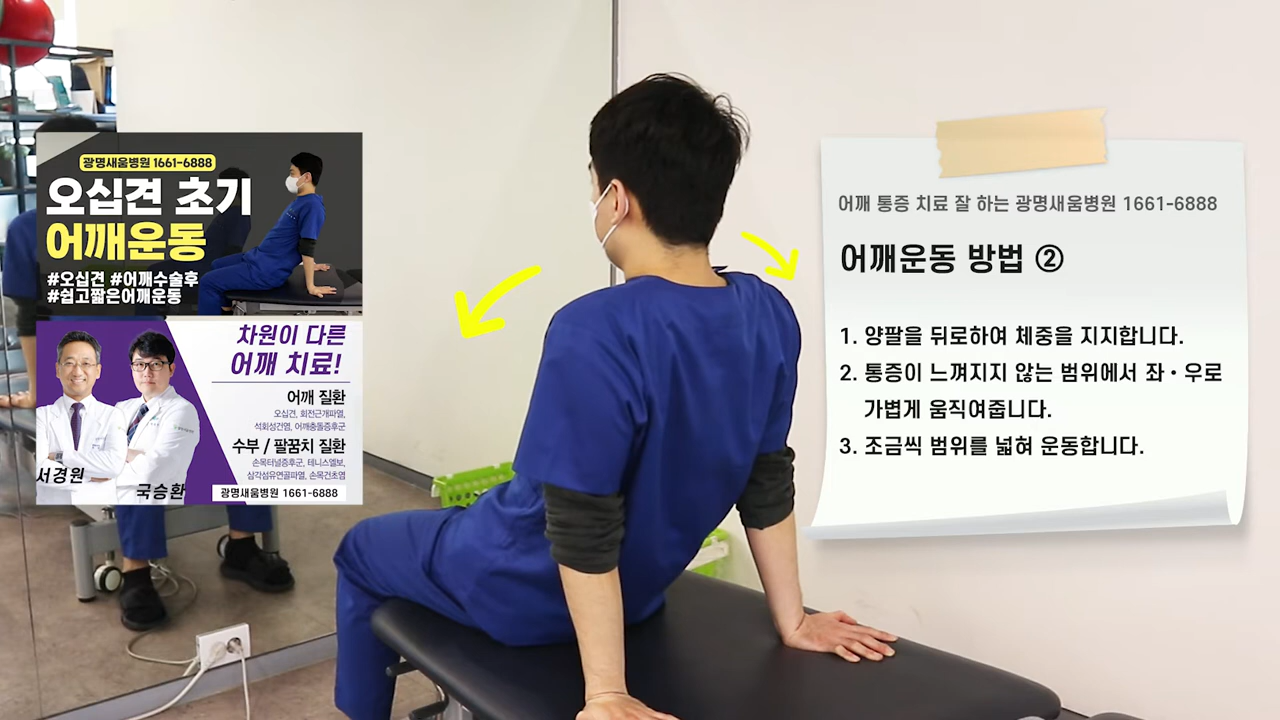 광명새움병원 1661-6888
오십견 초기
어깨운동
#오십견 #어깨수술후
#쉽고짧은어깨운동
차원이 다른
어깨 치료!
어깨 질환
오십견, 회전근개파열,
석회성건염, 어깨충돌증후군
수부 / 팔꿈치 질환
손목터널증후군, 테니스엘보,
삼각섬유연골파열, 손목건초염
서경원
국승환
광명새움병원 1661-6888
어깨 통증 치료 잘 하는 광명새움병원 1661-6888
어깨운동 방법 ②
1. 양팔을 뒤로하여 체중을 지지합니다.
2. 통증이 느껴지지 않는 범위에서 좌・우로
가볍게 움직여줍니다.
3. 조금씩 범위를 넓혀 운동합니다.